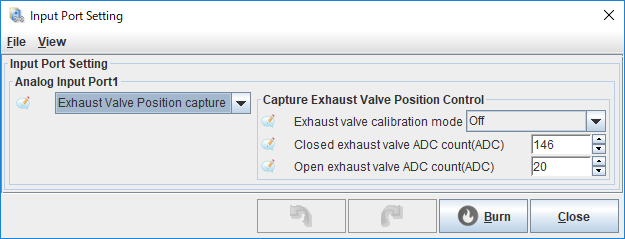 Input Port Setting
File View
Input Port Setting
Analog Input Port1
Exhaust Valve Position capture
Capture Exhaust Valve Position Control
Exhaust valve calibration mode Off
Closed exhaust valve ADC count(ADC) 146
Open exhaust valve ADC count(ADC) 20
Burn Close